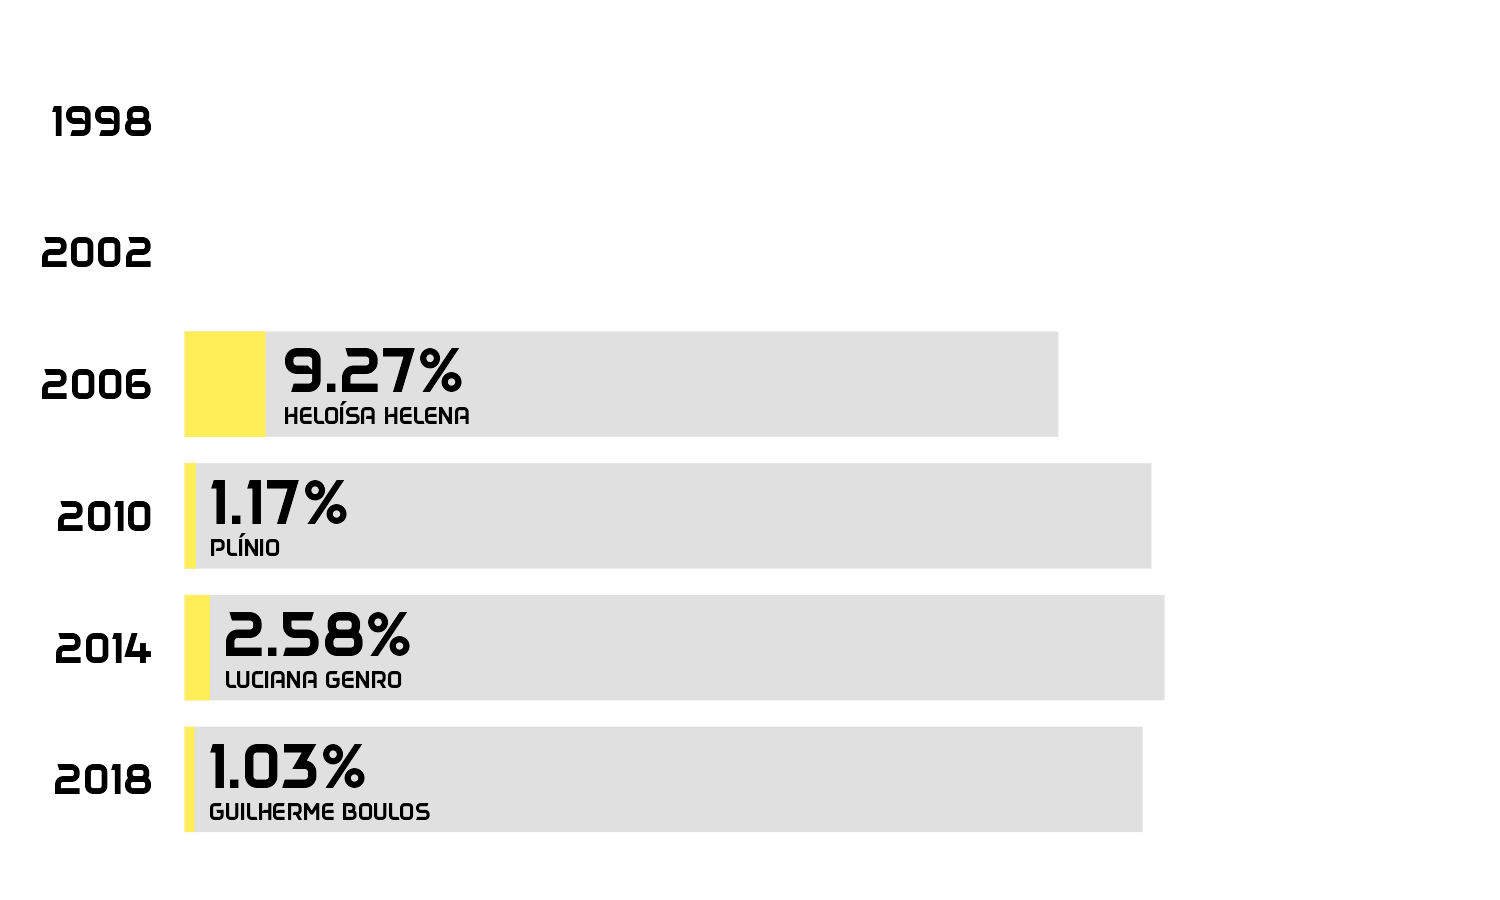 1998
2002
2006
9.27%
HELOÍSA HELENA
2010
1.17%
PLÍNIO
2014
2.58%
LUCIANA GENRO
2018
1.03%
GUILHERME BOULOS